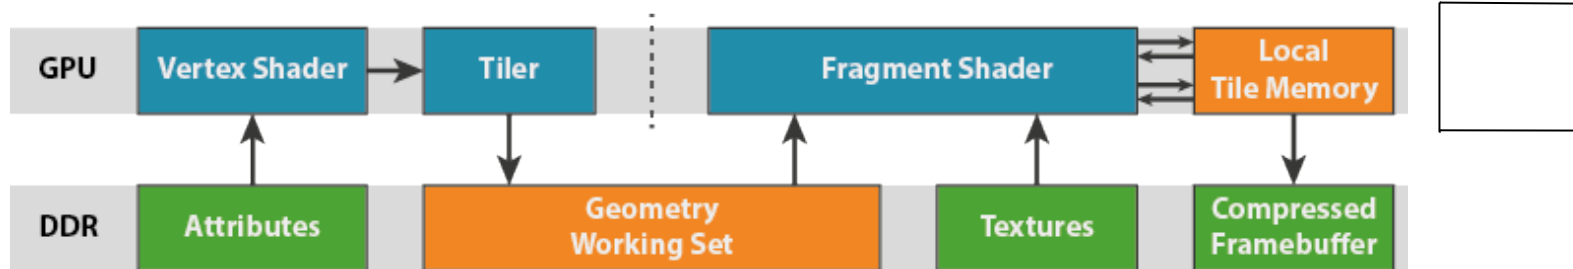 GPU
Vertex Shader
Tiler
Fragment Shader
Local
Tile Memory
DDR
Attributes
Geometry
Working Set
Textures
Compressed
Framebuffer